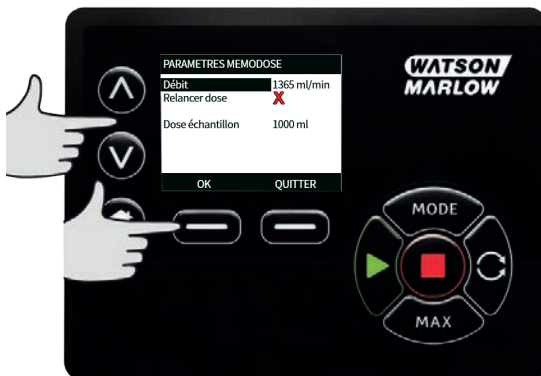 PARAMETRES MEMODOSE
Débit 1365 ml/min
Relancer dose X
Dose échantillon 1000 ml
OK QUITTER
WATSON
MARLOW
MODE
MAX